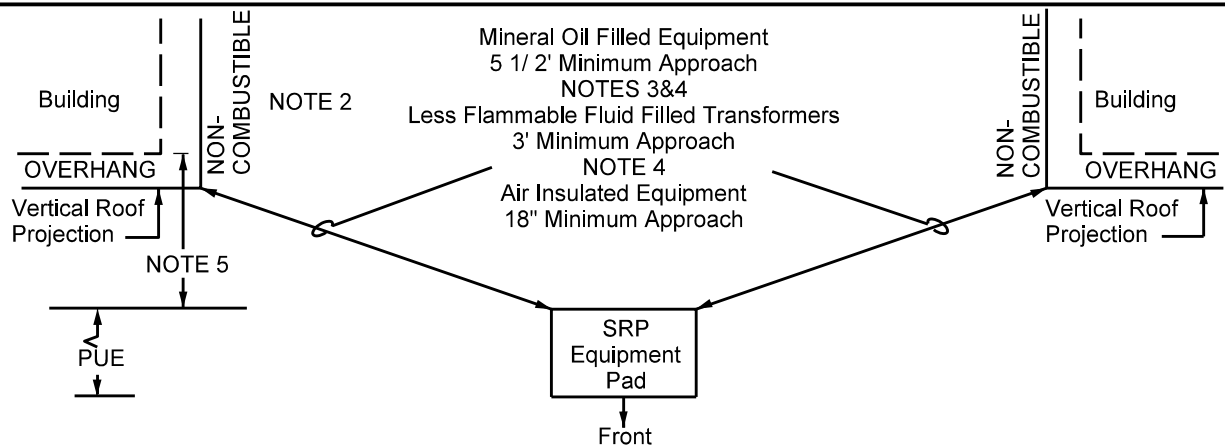 Building
OVERHANG
Vertical Roof
Projection
NON-
COMBUSTIBLE
NOTE 2
NOTE 5
PUE
Mineral Oil Filled Equipment
5 1/ 2' Minimum Approach
NOTES 3&4
Less Flammable Fluid Filled Transformers
3' Minimum Approach
NOTE 4
Air Insulated Equipment
18" Minimum Approach
SRP
Equipment
Pad
Front
NON-
COMBUSTIBLE
Building
OVERHANG
Vertical Roof
Projection